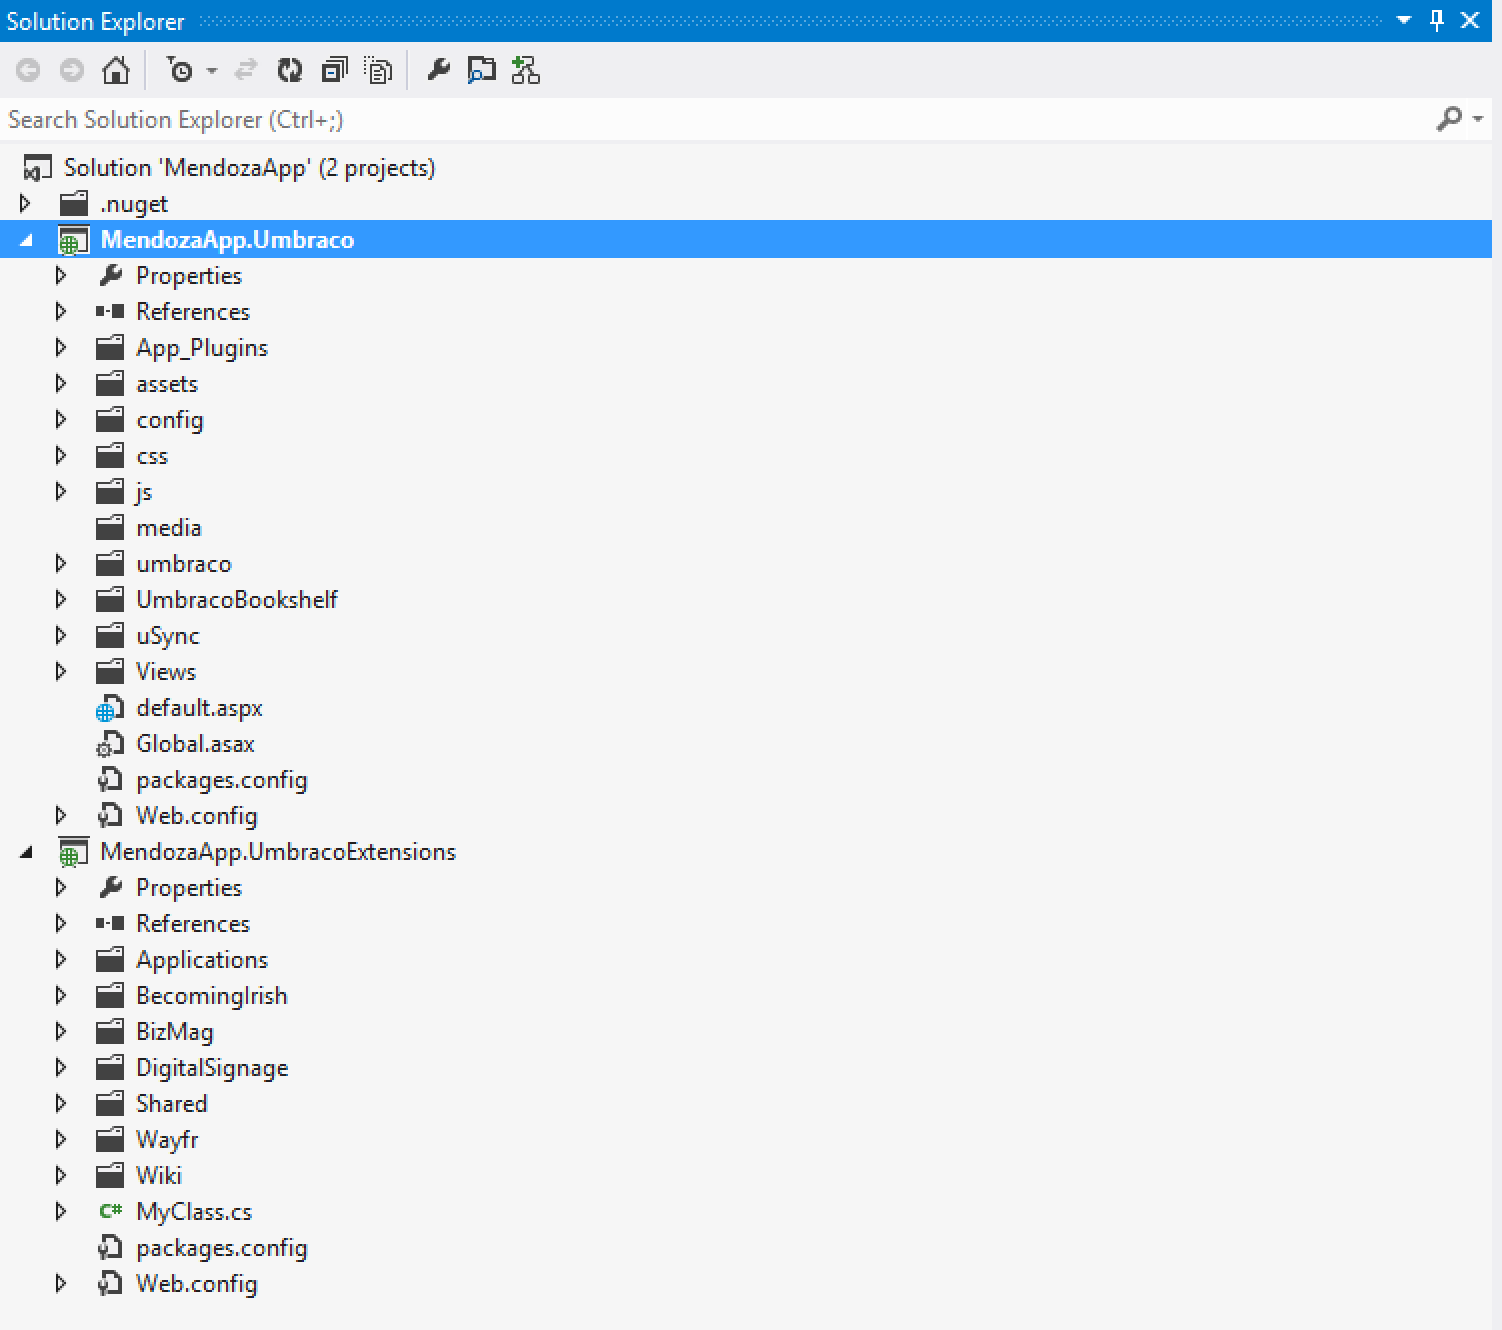 Solution Explorer
Search Solution Explorer (Ctrl+;)
Solution 'MendozaApp' (2 projects)
.nuget
MendozaApp.Umbraco
Properties
References
App_Plugins
assets
config
css
js
media
umbraco
UmbracoBookshelf
uSync
Views
default.aspx
Global.asax
packages.config
Web.config
MendozaApp.UmbracoExtensions
Properties
References
Applications
BecomingIrish
BizMag
DigitalSignage
Shared
Wayfr
Wiki
C# MyClass.cs
packages.config
Web.config